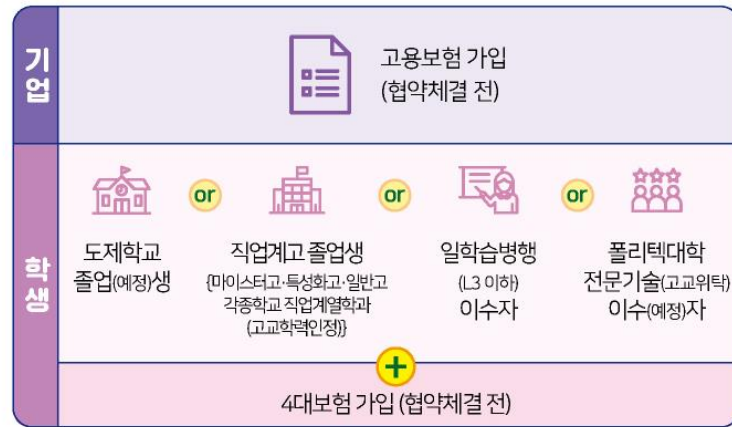 기업
고용보험 가입
(협약체결 전)
학생
or
or
or
도제학교
졸업(예정)생
직업계고 졸업생
{마이스터고·특성화고·일반고
각종학교 직업계열학과
(고교학력인정)}
일학습병행
(L3 이하)
이수자
폴리텍대학
전문기술(고교위탁)
이수(예정)자
+
4대보험 가입 (협약체결 전)